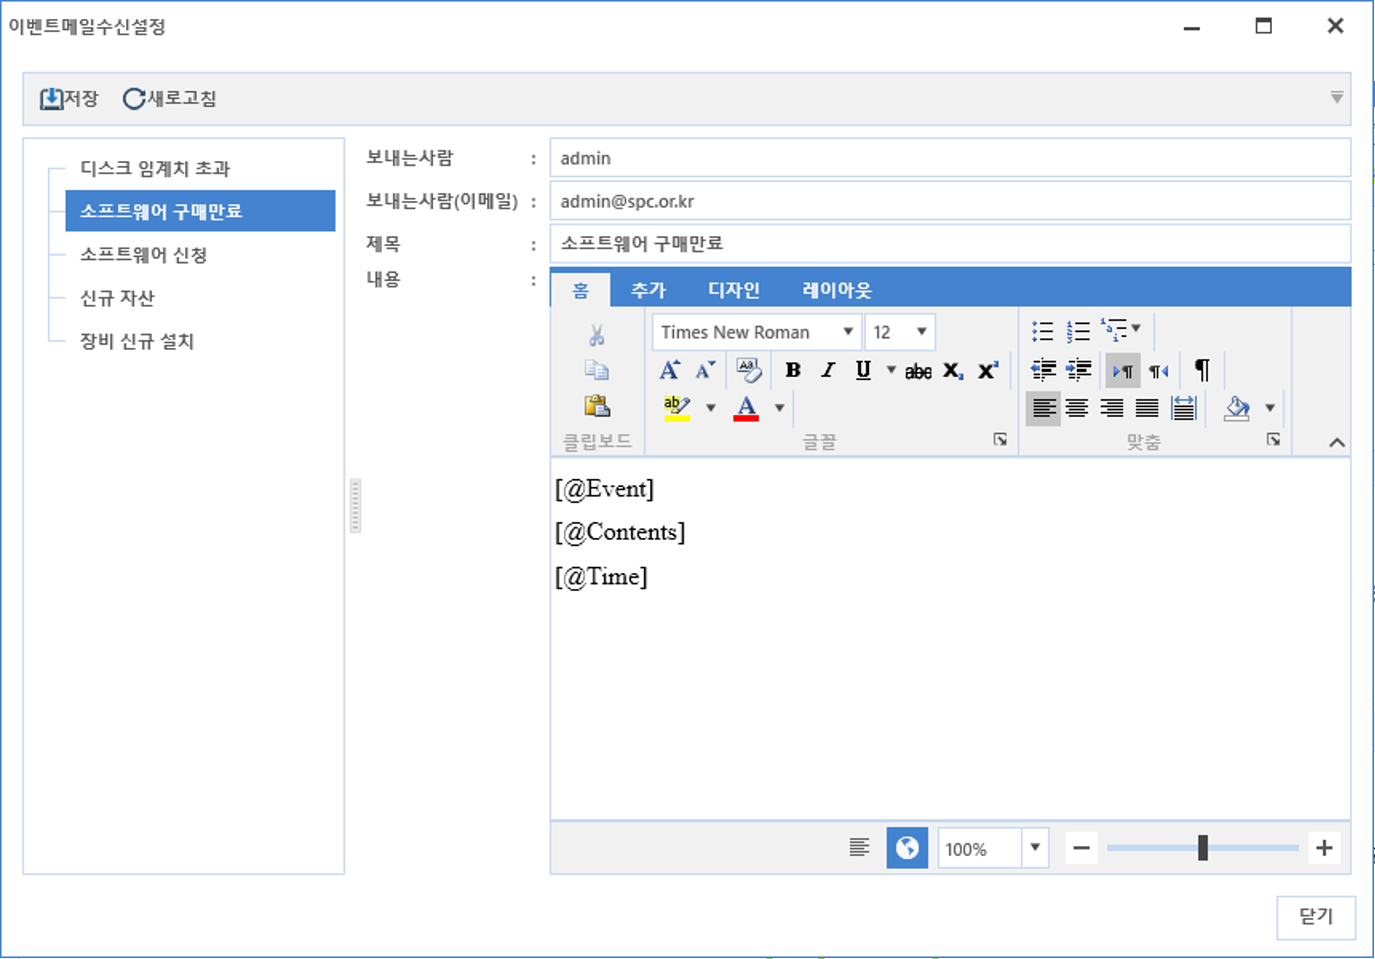 이벤트메일수신설정
저장 새로고침
디스크 임계치 초과
소프트웨어 구매만료
소프트웨어 신청
신규 자산
장비 신규 설치
보내는사람 : admin
보내는사람(이메일) : admin@spc.or.kr
제목 : 소프트웨어 구매만료
내용 :
홈 추가 디자인 레이아웃
Times New Roman 12
클립보드 글꼴 맞춤
[@Event]
[@Contents]
[@Time]
100%
닫기